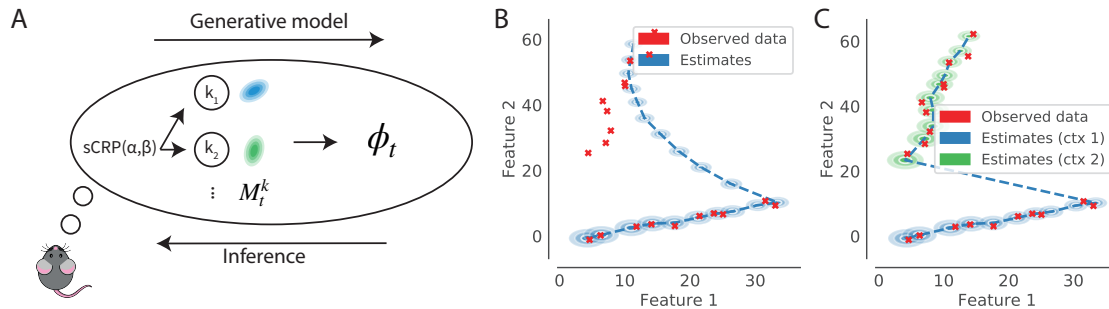 A
Generative model
k1
sCRP(α,β)
k2
⋮ M_t^k
ϕt
Inference
B
60
40
20
0
Feature 2
0 10 20 30
Feature 1
Observed data
Estimates
C
60
40
20
0
Feature 2
0 10 20 30
Feature 1
Observed data
Estimates (ctx 1)
Estimates (ctx 2)